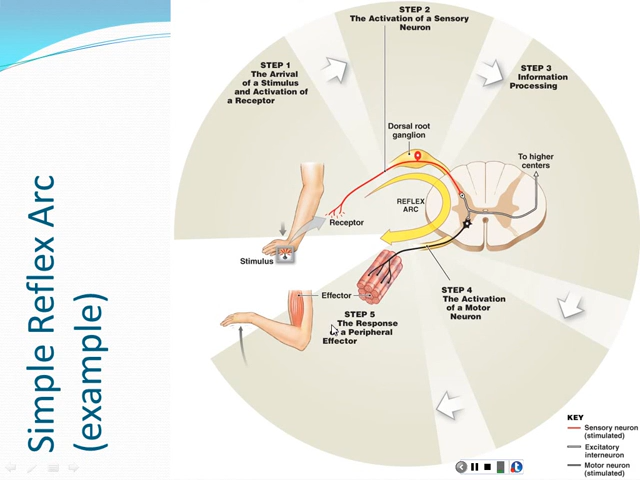 Simple Reflex Arc
(example)
STEP 1
The Arrival
of a Stimulus
and Activation of
a Receptor
STEP 2
The Activation of a Sensory
Neuron
STEP 3
Information
Processing
Dorsal root
ganglion
To higher
centers
REFLEX
ARC
Receptor
Stimulus
Effector
STEP 4
The Activation
of a Motor
Neuron
STEP 5
The Response
of a Peripheral
Effector
KEY
Sensory neuron
(stimulated)
Excitatory
interneuron
Motor neuron
(stimulated)